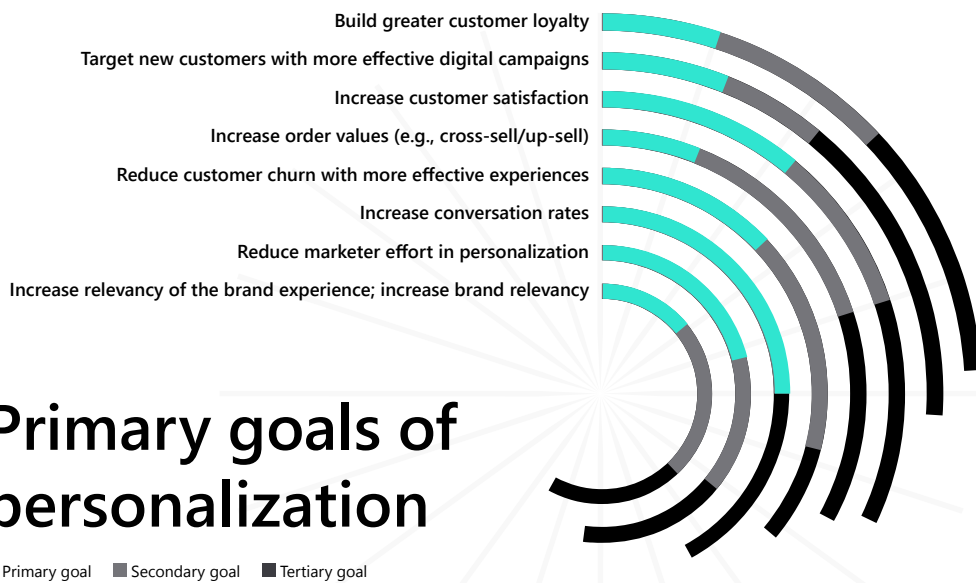 Build greater customer loyalty
Target new customers with more effective digital campaigns
Increase customer satisfaction
Increase order values (e.g., cross-sell/up-sell)
Reduce customer churn with more effective experiences
Increase conversation rates
Reduce marketer effort in personalization
Increase relevancy of the brand experience; increase brand relevancy
Primary goals of
personalization
Primary goal Secondary goal Tertiary goal